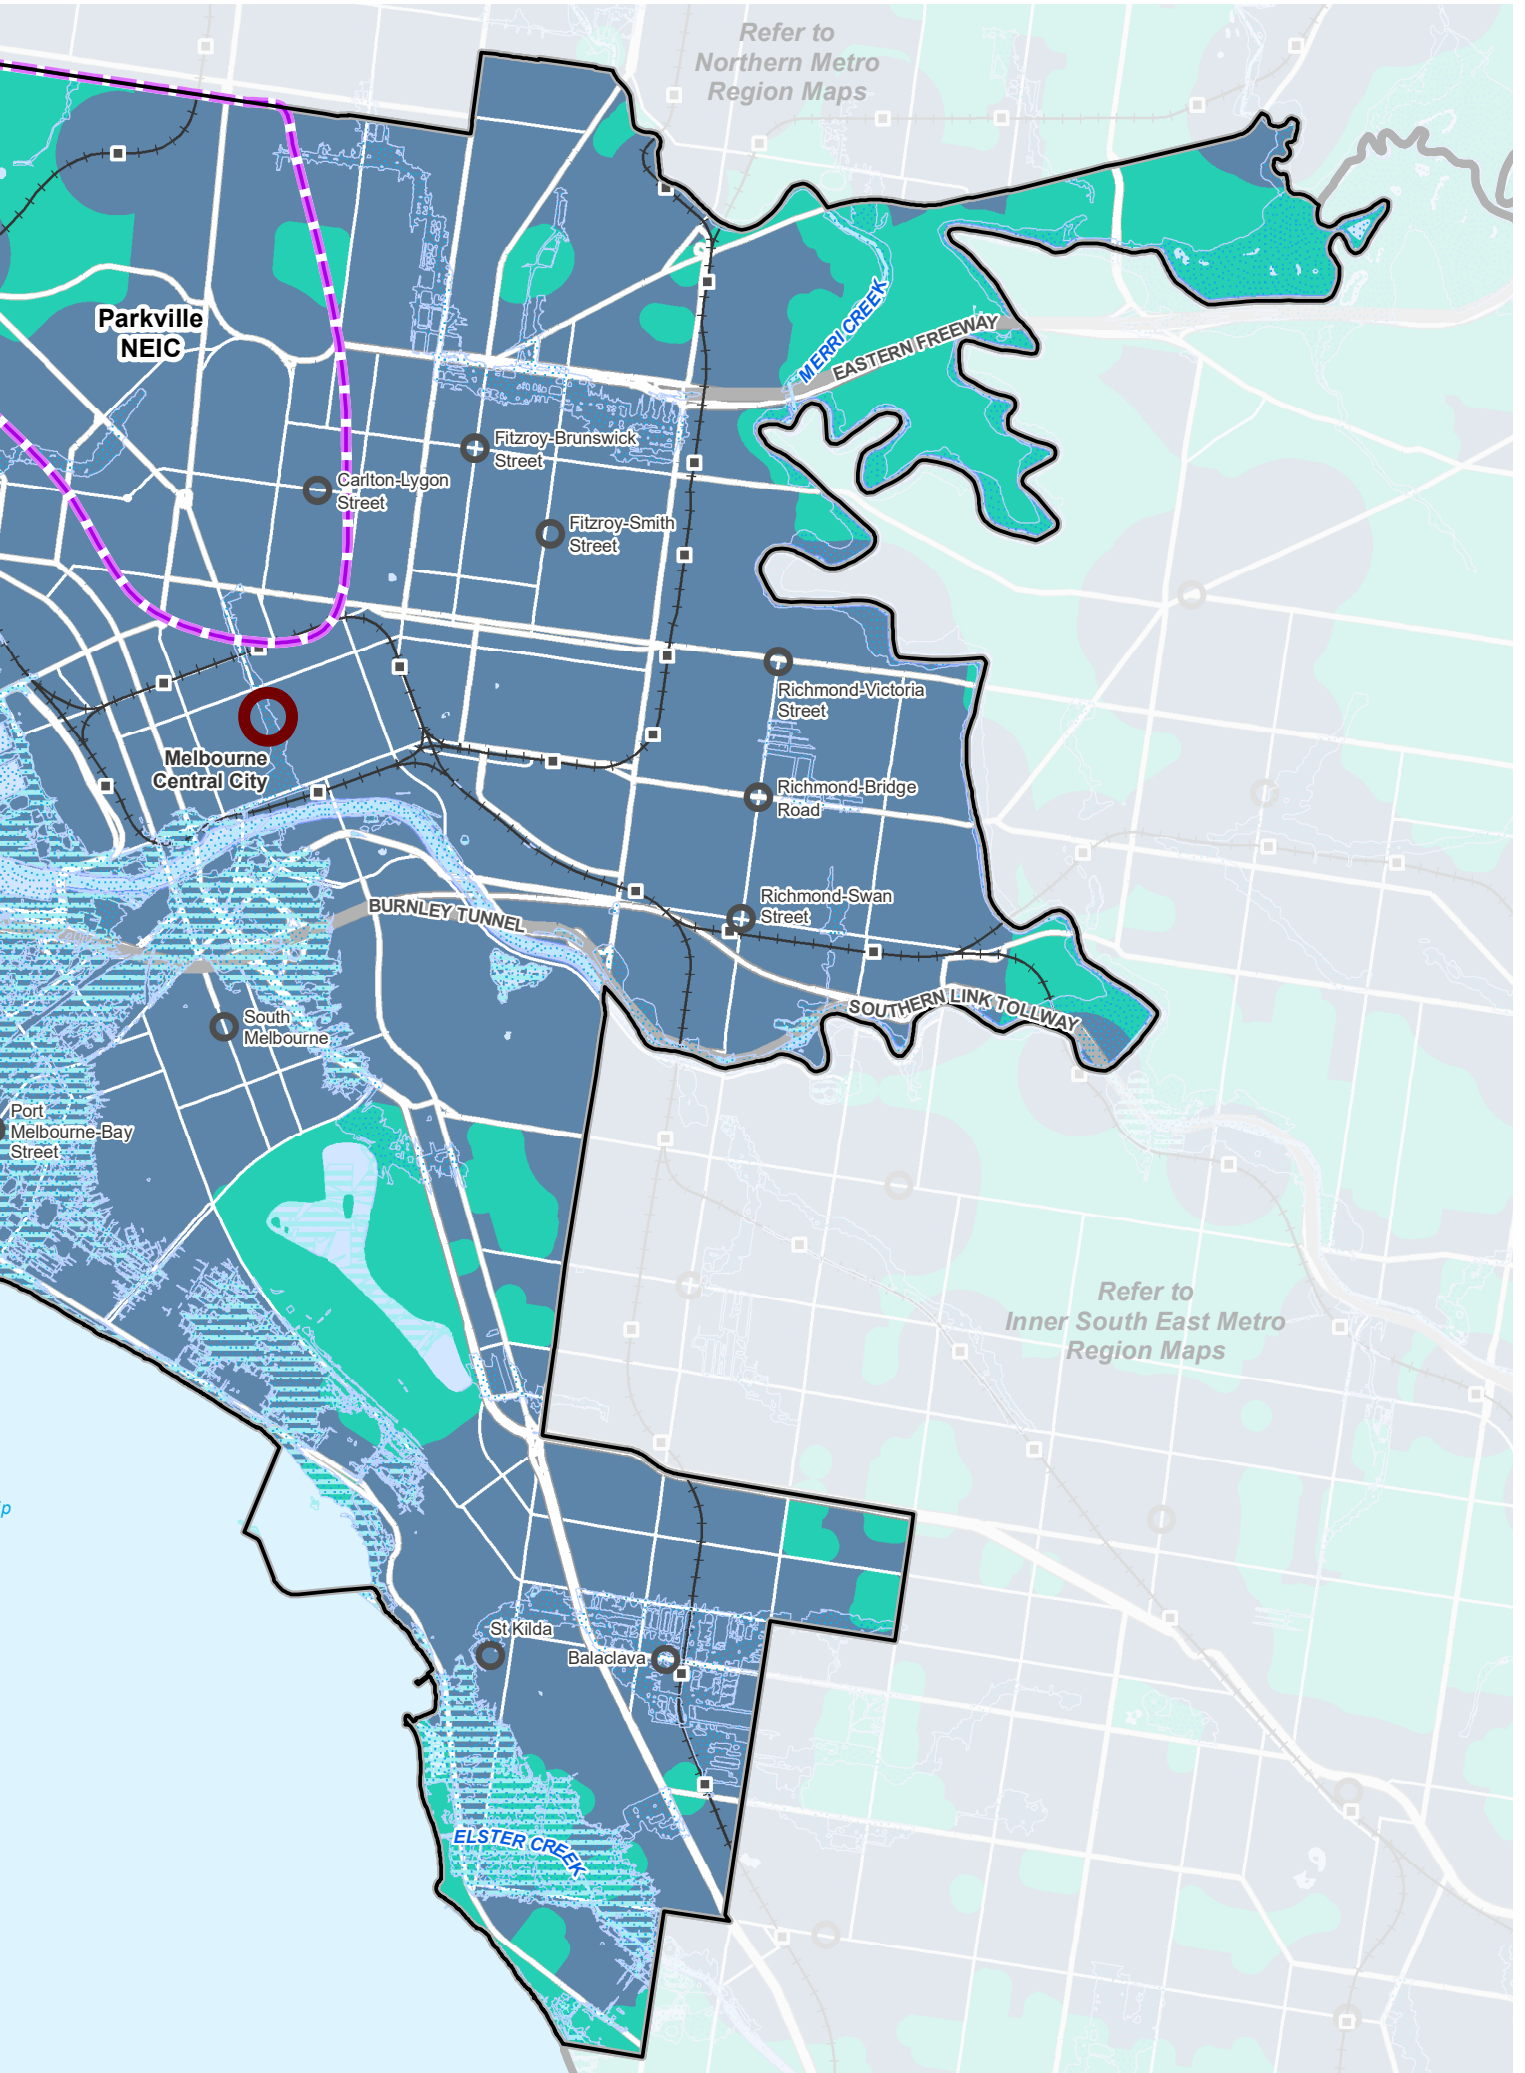 Refer to
Northern Metro
Region Maps
Parkville
NEIC
MERRI CREEK
EASTERN FREEWAY
Fitzroy-Brunswick
Street
Carlton-Lygon
Street
Fitzroy-Smith
Street
Richmond-Victoria
Street
Melbourne
Central City
Richmond-Bridge
Road
Richmond-Swan
Street
BURNLEY TUNNEL
SOUTHERN LINK TOLLWAY
South
Melbourne
Port
Melbourne-Bay
Street
Refer to
Inner South East Metro
Region Maps
ip
St Kilda
Balaclava
ELSTER CREEK